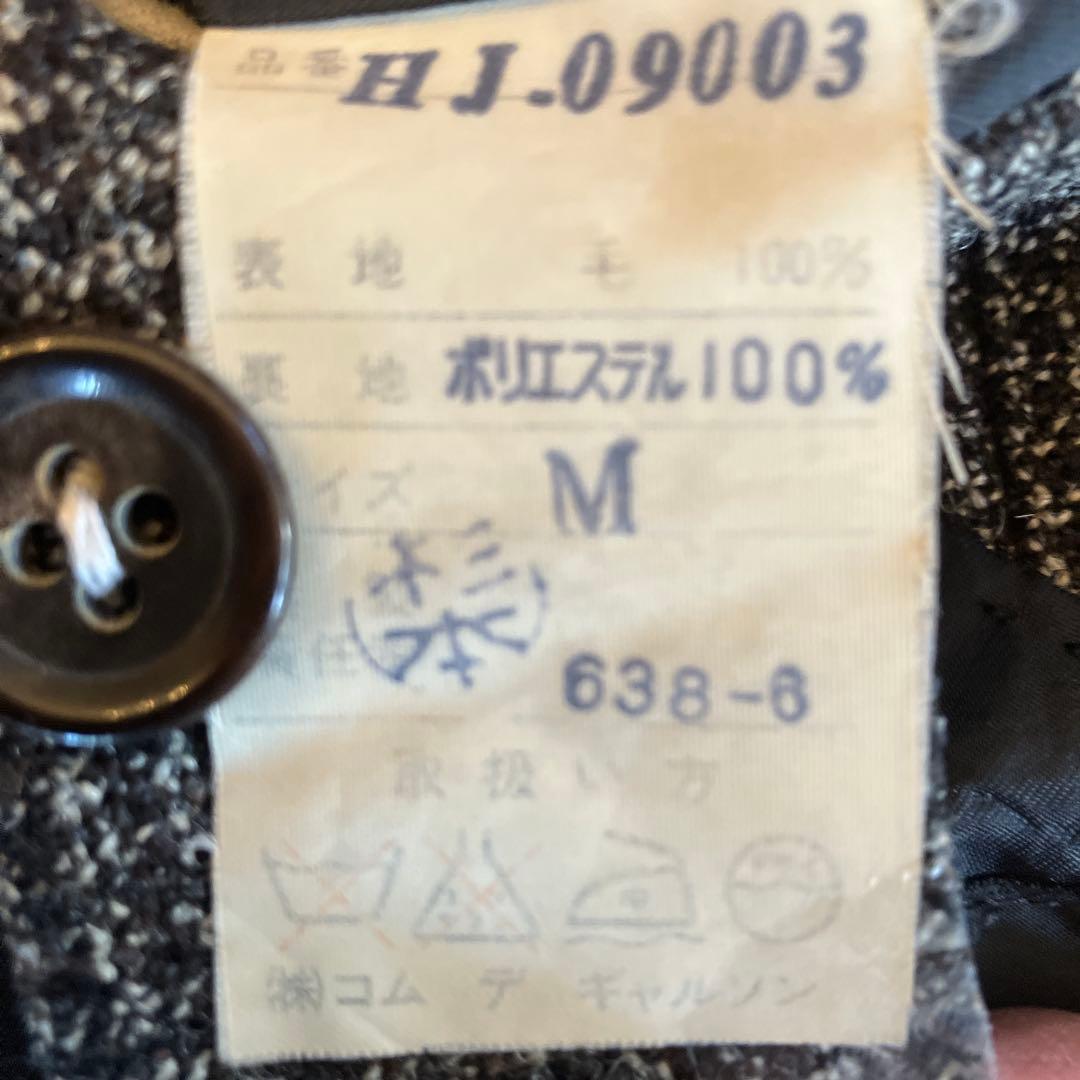 品番 HJ.09003
表地 毛 100%
裏地 ポリエステル100%
イズ M
638-6
取扱い方
㈱コム デ ギャルソン